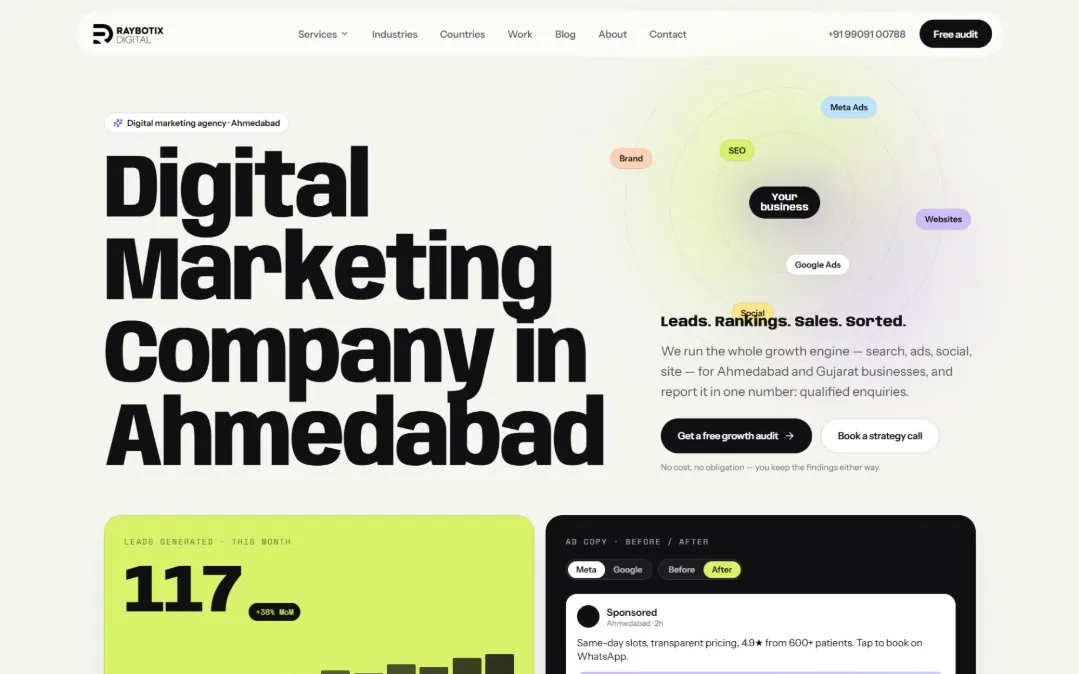 RAYBOTIX
DIGITAL
Services
Industries
Countries
Work
Blog
About
Contact
+91 99091 00788
Free audit
Digital marketing agency · Ahmedabad
Digital
Marketing
Company in
Ahmedabad
Meta Ads
SEO
Brand
Your
business
Websites
Google Ads
Social
Leads. Rankings. Sales. Sorted.
We run the whole growth engine — search, ads, social,
site — for Ahmedabad and Gujarat businesses, and
report it in one number: qualified enquiries.
Get a free growth audit →
Book a strategy call
No cost, no obligation — you keep the findings either way.
LEADS GENERATED · THIS MONTH
117
+38% MoM
AD COPY · BEFORE / AFTER
Meta
Google
Before
After
Sponsored
Ahmedabad · 2h
Same-day slots, transparent pricing, 4.9★ from 600+ patients. Tap to book on
WhatsApp.